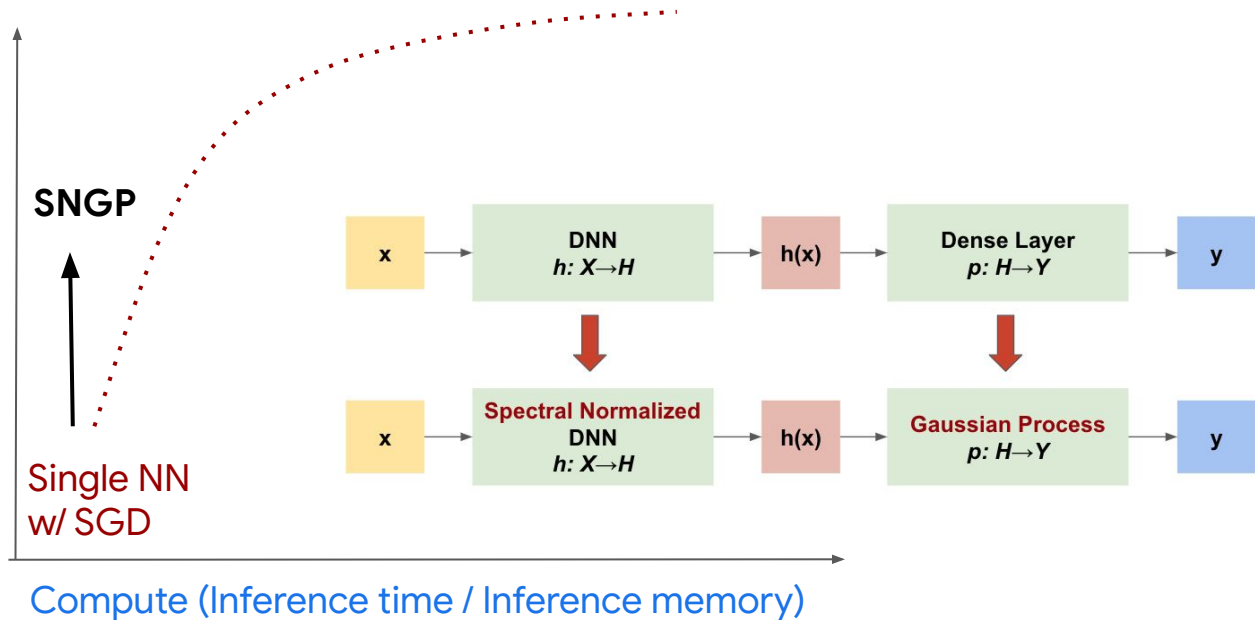 SNGP
Single NN
w/ SGD
Compute (Inference time / Inference memory)
x
DNN
h: X→H
h(x)
Dense Layer
p: H→Y
y
x
Spectral Normalized
DNN
h: X→H
h(x)
Gaussian Process
p: H→Y
y